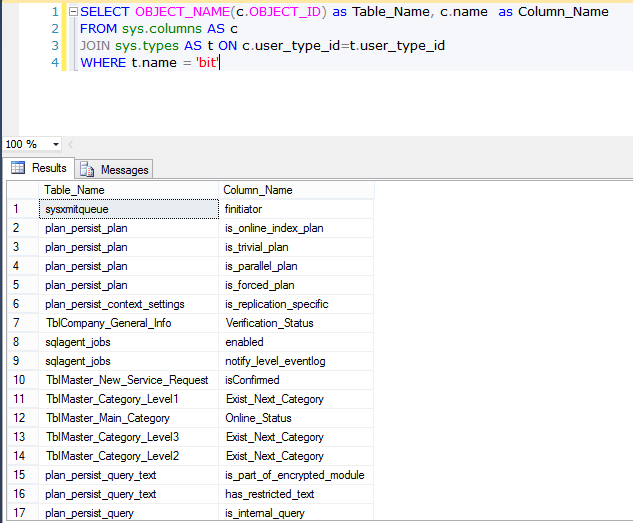 1 SELECT OBJECT_NAME(c.OBJECT_ID) as Table_Name, c.name as Column_Name
2 FROM sys.columns AS c
3 JOIN sys.types AS t ON c.user_type_id=t.user_type_id
4 WHERE t.name = 'bit'
100 %
Results Messages
Table_Name Column_Name
1 sysxmitqueue finitiator
2 plan_persist_plan is_online_index_plan
3 plan_persist_plan is_trivial_plan
4 plan_persist_plan is_parallel_plan
5 plan_persist_plan is_forced_plan
6 plan_persist_context_settings is_replication_specific
7 TblCompany_General_Info Verification_Status
8 sqlagent_jobs enabled
9 sqlagent_jobs notify_level_eventlog
10 TblMaster_New_Service_Request isConfirmed
11 TblMaster_Category_Level1 Exist_Next_Category
12 TblMaster_Main_Category Online_Status
13 TblMaster_Category_Level3 Exist_Next_Category
14 TblMaster_Category_Level2 Exist_Next_Category
15 plan_persist_query_text is_part_of_encrypted_module
16 plan_persist_query_text has_restricted_text
17 plan_persist_query is_internal_query